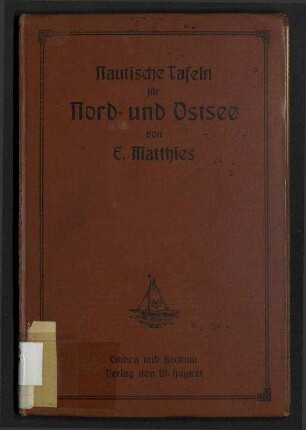 Nautische Tafeln
für
Nord- und Ostsee
von
E. Matthies
Emden und Borkum
Verlag von W. Haynel